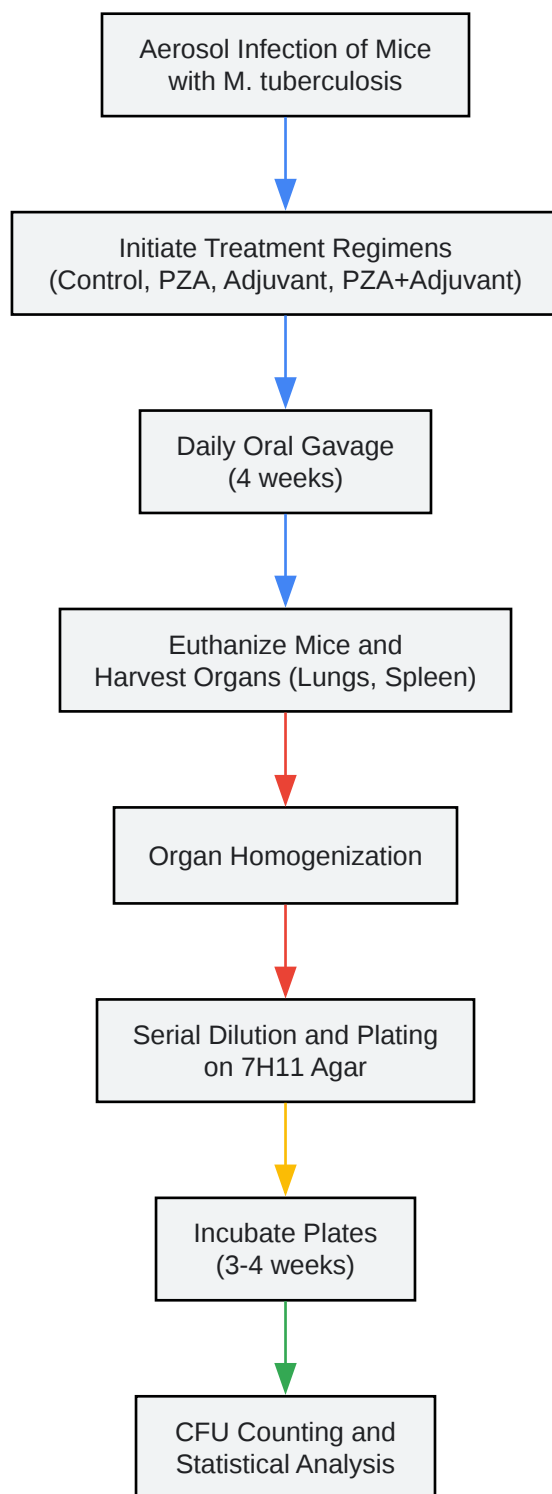 Aerosol Infection of Mice
with M. tuberculosis
Initiate Treatment Regimens
(Control, PZA, Adjuvant, PZA+Adjuvant)
Daily Oral Gavage
(4 weeks)
Euthanize Mice and
Harvest Organs (Lungs, Spleen)
Organ Homogenization
Serial Dilution and Plating
on 7H11 Agar
Incubate Plates
(3-4 weeks)
CFU Counting and
Statistical Analysis